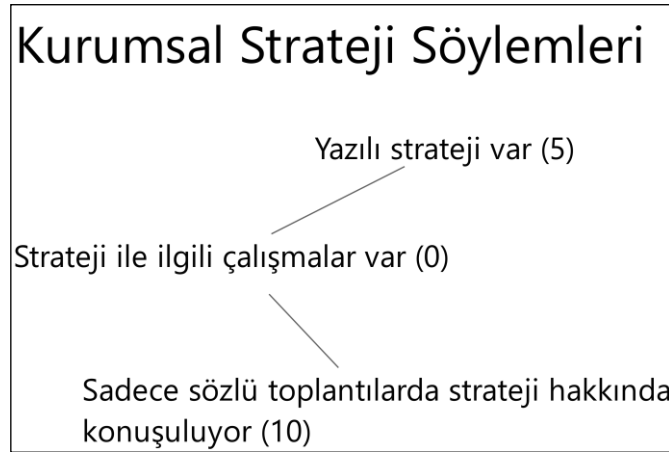 Kurumsal Strateji Söylemleri
Yazılı strateji var (5)
Strateji ile ilgili çalışmalar var (0)
Sadece sözlü toplantılarda strateji hakkında
konuşuluyor (10)